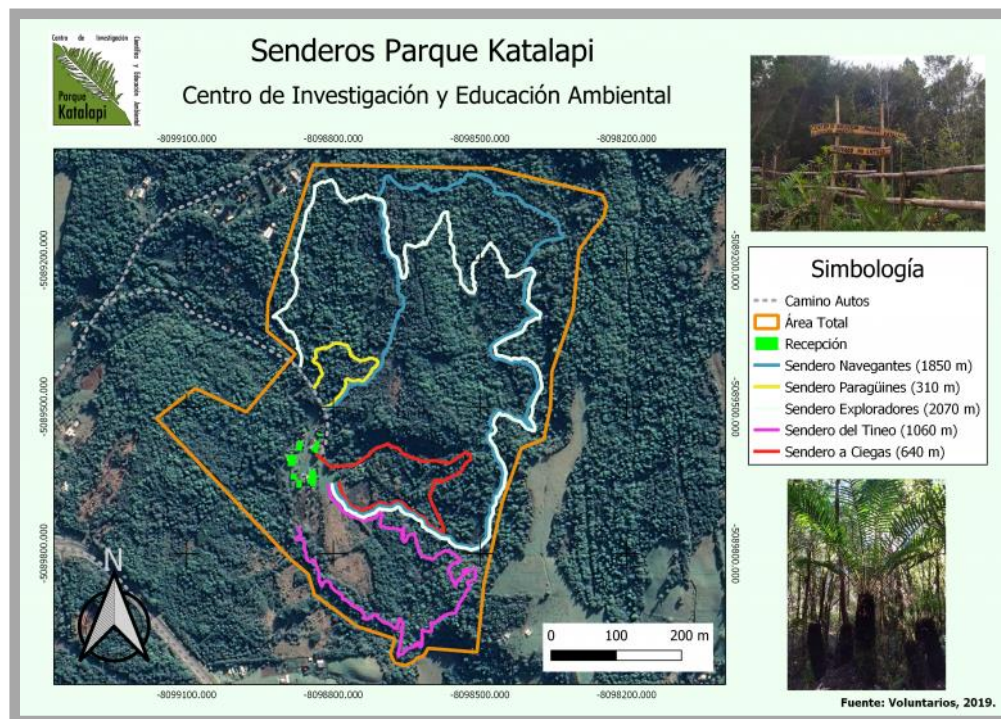 Centro de Investigación
Científica y Educación Ambiental
Parque
Katalapi
Senderos Parque Katalapi
Centro de Investigación y Educación Ambiental
-8099100.000 -8098800.000 -8098500.000 -8098200.000
-5089200.000
-5089500.000
-5089800.000
-5089200.000
-5089500.000
-5089800.000
N
0 100 200 m
-8099100.000 -8098800.000 -8098500.000 -8098200.000
Simbología
Camino Autos
Área Total
Recepción
Sendero Navegantes (1850 m)
Sendero Paragüines (310 m)
Sendero Exploradores (2070 m)
Sendero del Tineo (1060 m)
Sendero a Ciegas (640 m)
Fuente: Voluntarios, 2019.